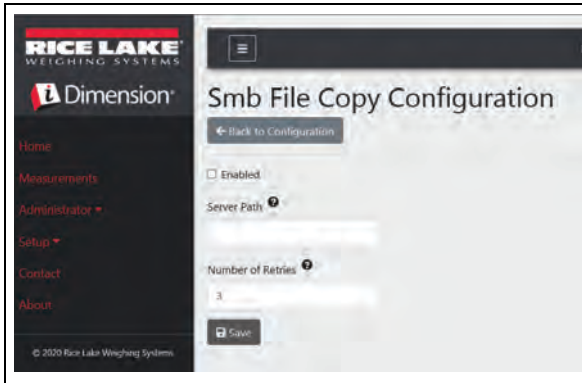 RICE LAKE
WEIGHING SYSTEMS
iDimension®
Home
Measurements
Administrator
Setup
Contact
About
© 2020 Rice Lake Weighing Systems
Smb File Copy Configuration
Back to Configuration
Enabled
Server Path ?
Number of Retries ?
3
Save